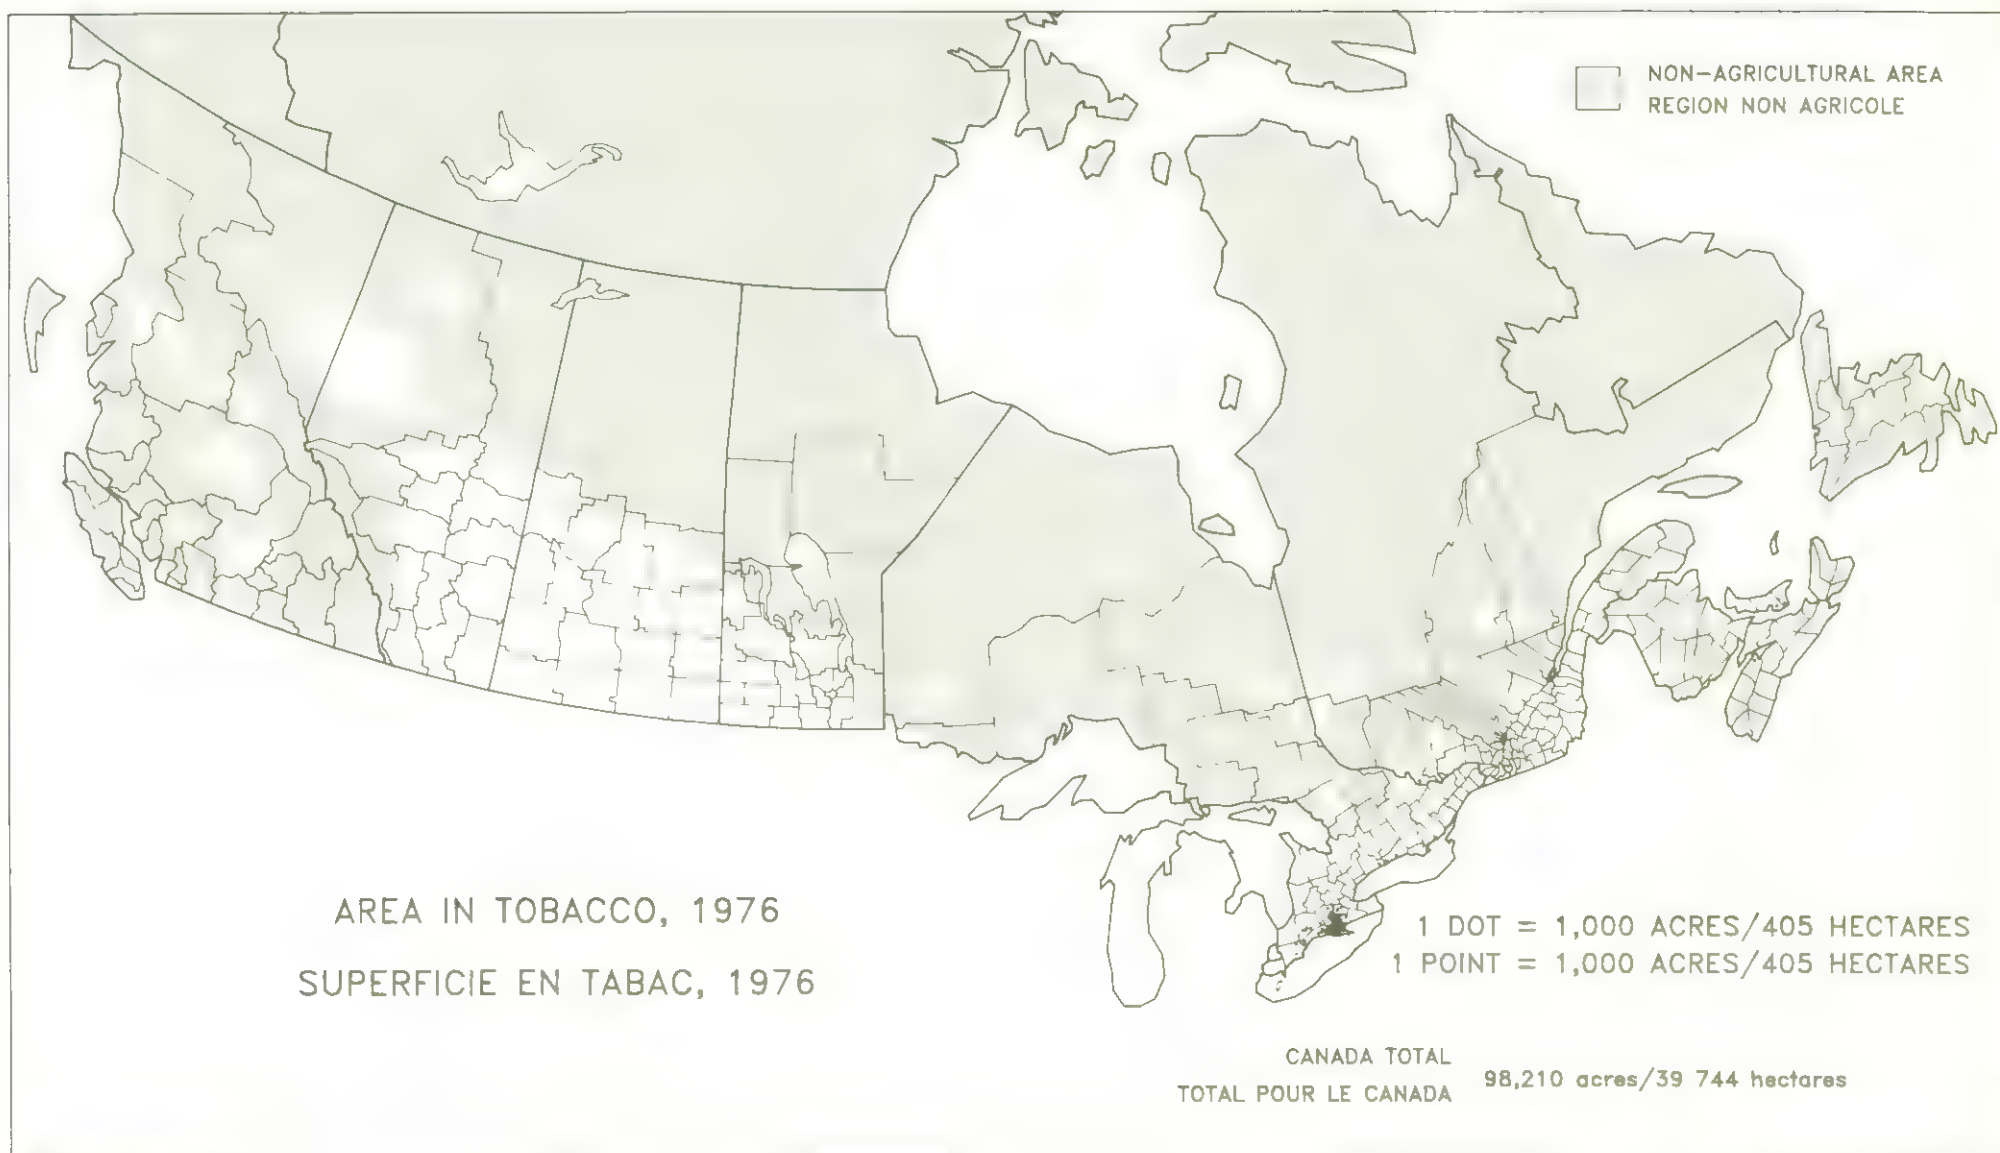 NON-AGRICULTURAL AREA
REGION NON AGRICOLE
AREA IN TOBACCO, 1976
SUPERFICIE EN TABAC, 1976
1 DOT = 1,000 ACRES/405 HECTARES
1 POINT = 1,000 ACRES/405 HECTARES
CANADA TOTAL
TOTAL POUR LE CANADA
98,210 acres/39 744 hectares